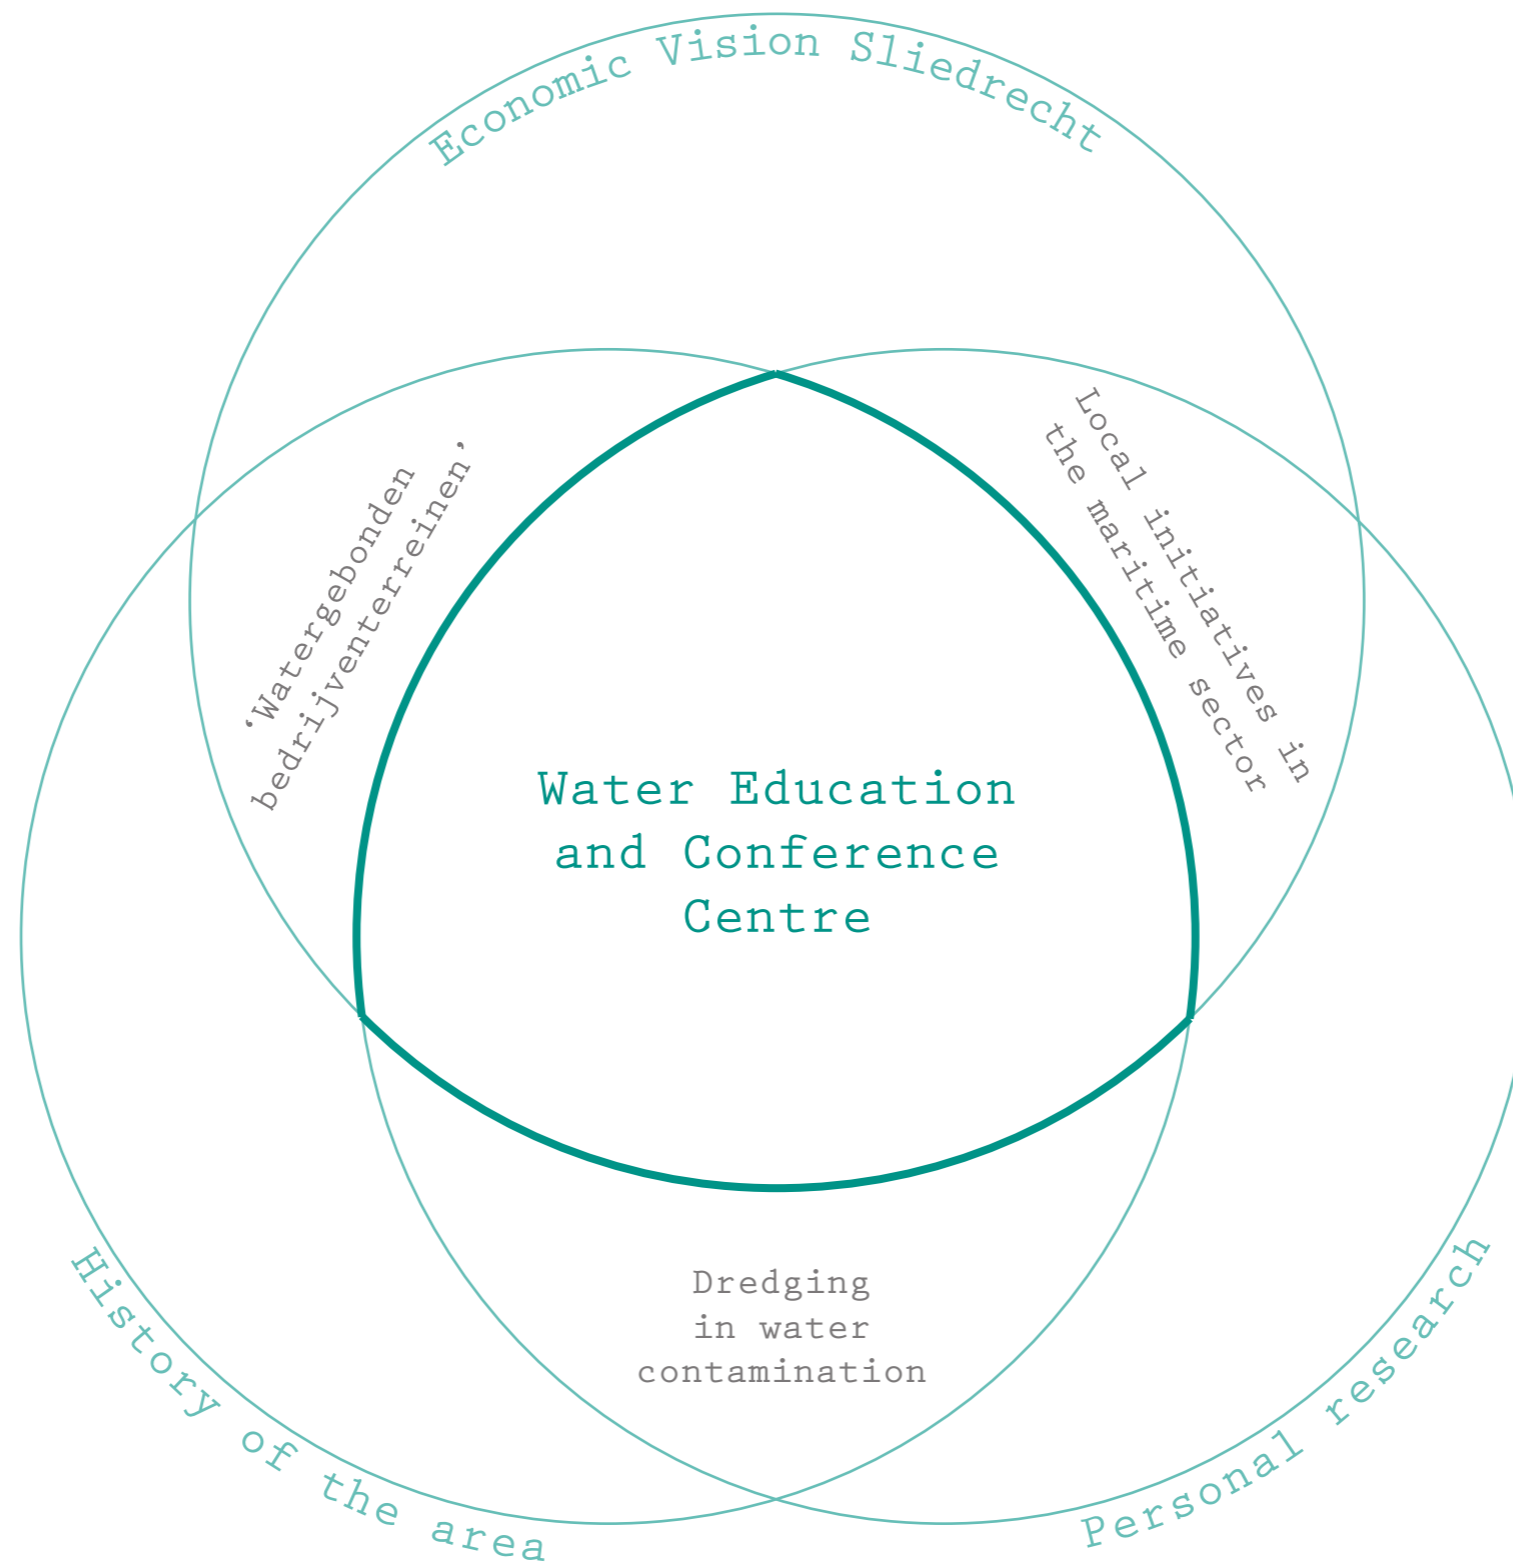 Economic Vision Sliedrecht
‘Watergebonden
bedrijventerreinen’
Local initiatives in
the maritime sector
Water Education
and Conference
Centre
Dredging
in water
contamination
History of the area
Personal research